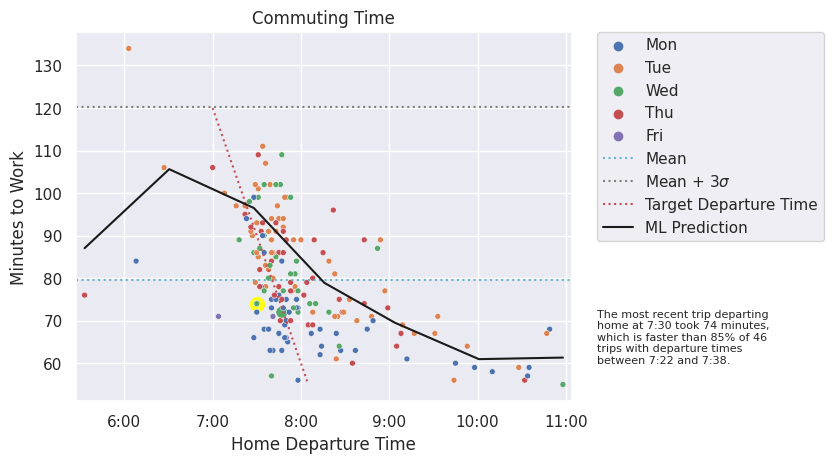 Commuting Time
Minutes to Work
130
120
110
100
90
80
70
60
6:00
7:00
8:00
9:00
10:00
11:00
Home Departure Time
Mon
Tue
Wed
Thu
Fri
Mean
Mean + 3σ
Target Departure Time
ML Prediction
The most recent trip departing
home at 7:30 took 74 minutes,
which is faster than 85% of 46
trips with departure times
between 7:22 and 7:38.